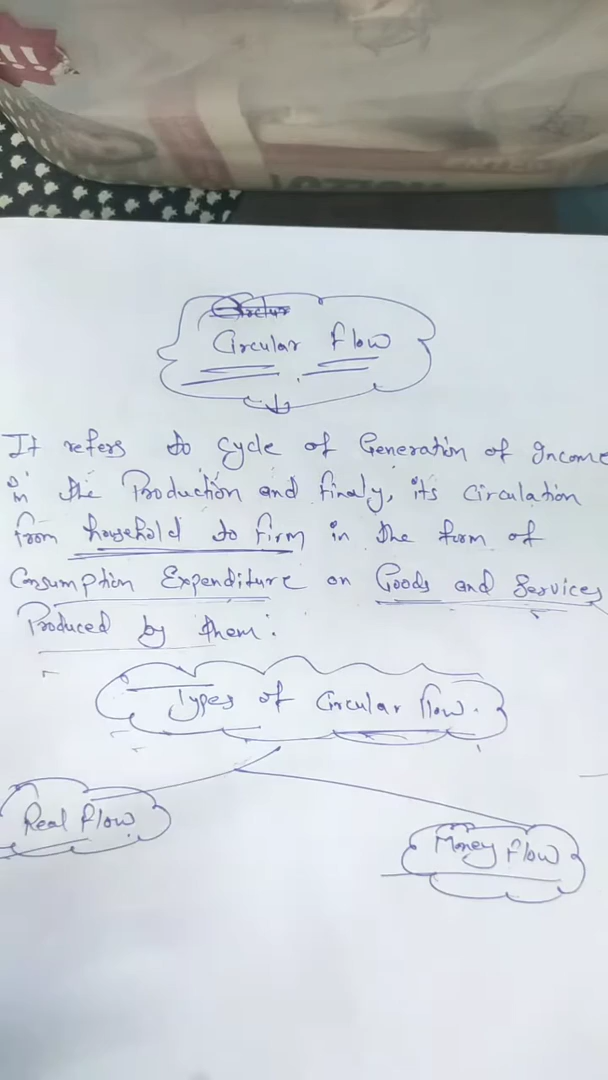 !!
Circular flow
It refers to cycle of Generation of Income
in the Production and finaly, its circulation
from household to firm in the form of
Consumption Expenditure on Goods and Services
Produced by them:
Types of Circular flow.
Real flow
Money flow